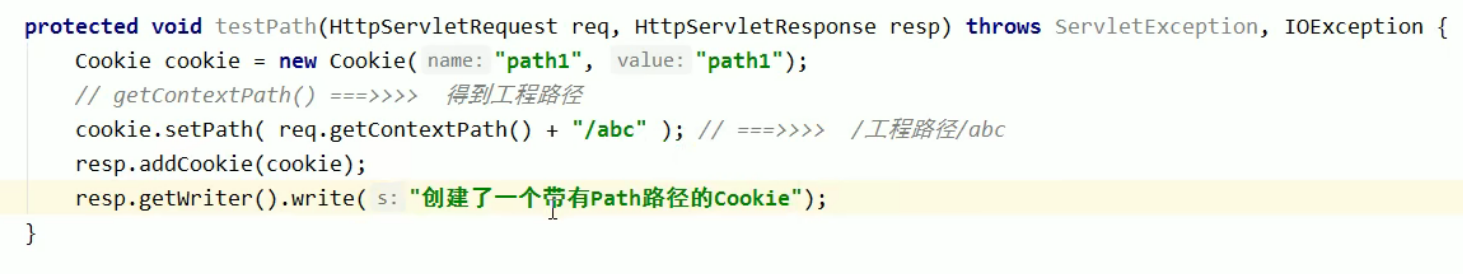 protected void testPath(HttpServletRequest req, HttpServletResponse resp) throws ServletException, IOException {
Cookie cookie = new Cookie( name: "path1", value: "path1");
// getContextPath() ===>>>> 得到工程路径
cookie.setPath( req.getContextPath() + "/abc" ); // ===>>>> /工程路径/abc
resp.addCookie(cookie);
resp.getWriter().write( s: "创建了一个带有Path路径的Cookie");
}